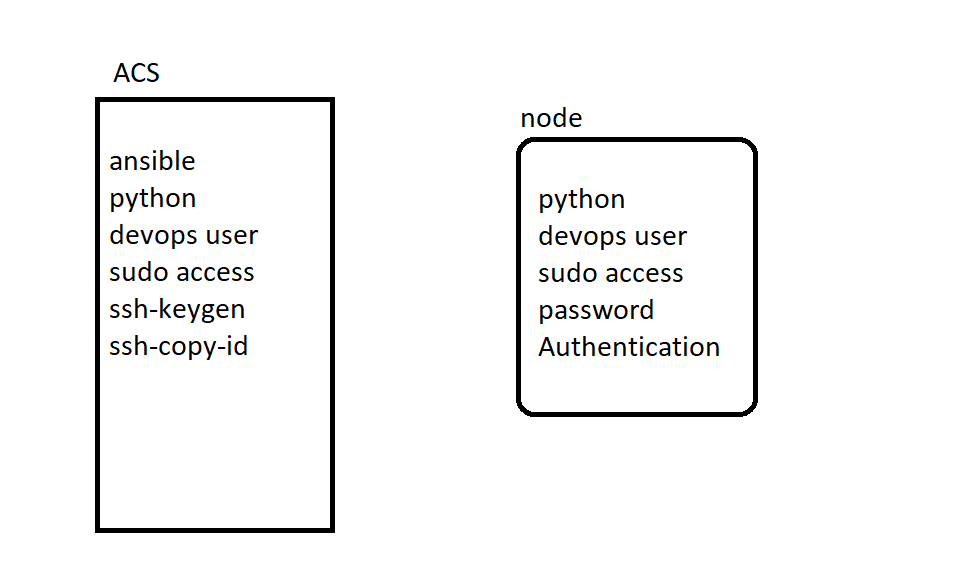 ACS
ansible
python
devops user
sudo access
ssh-keygen
ssh-copy-id
node
python
devops user
sudo access
password
Authentication